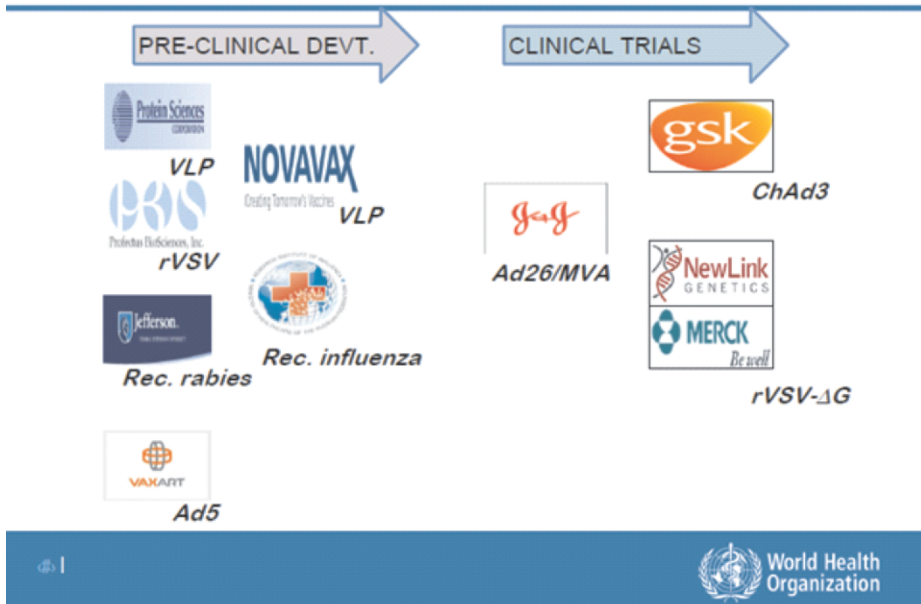 PRE-CLINICAL DEVT.
CLINICAL TRIALS
Protein Sciences
CORPORATION
VLP
NOVAVAX
Creating Tomorrow's Vaccines
VLP
Profectus BioSciences, Inc.
rVSV
Jefferson
Rec. rabies
Rec. influenza
VAXART
Ad5
J&J
Ad26/MVA
gsk
ChAd3
NewLink
GENETICS
MERCK
Be well
rVSV-ΔG
World Health
Organization